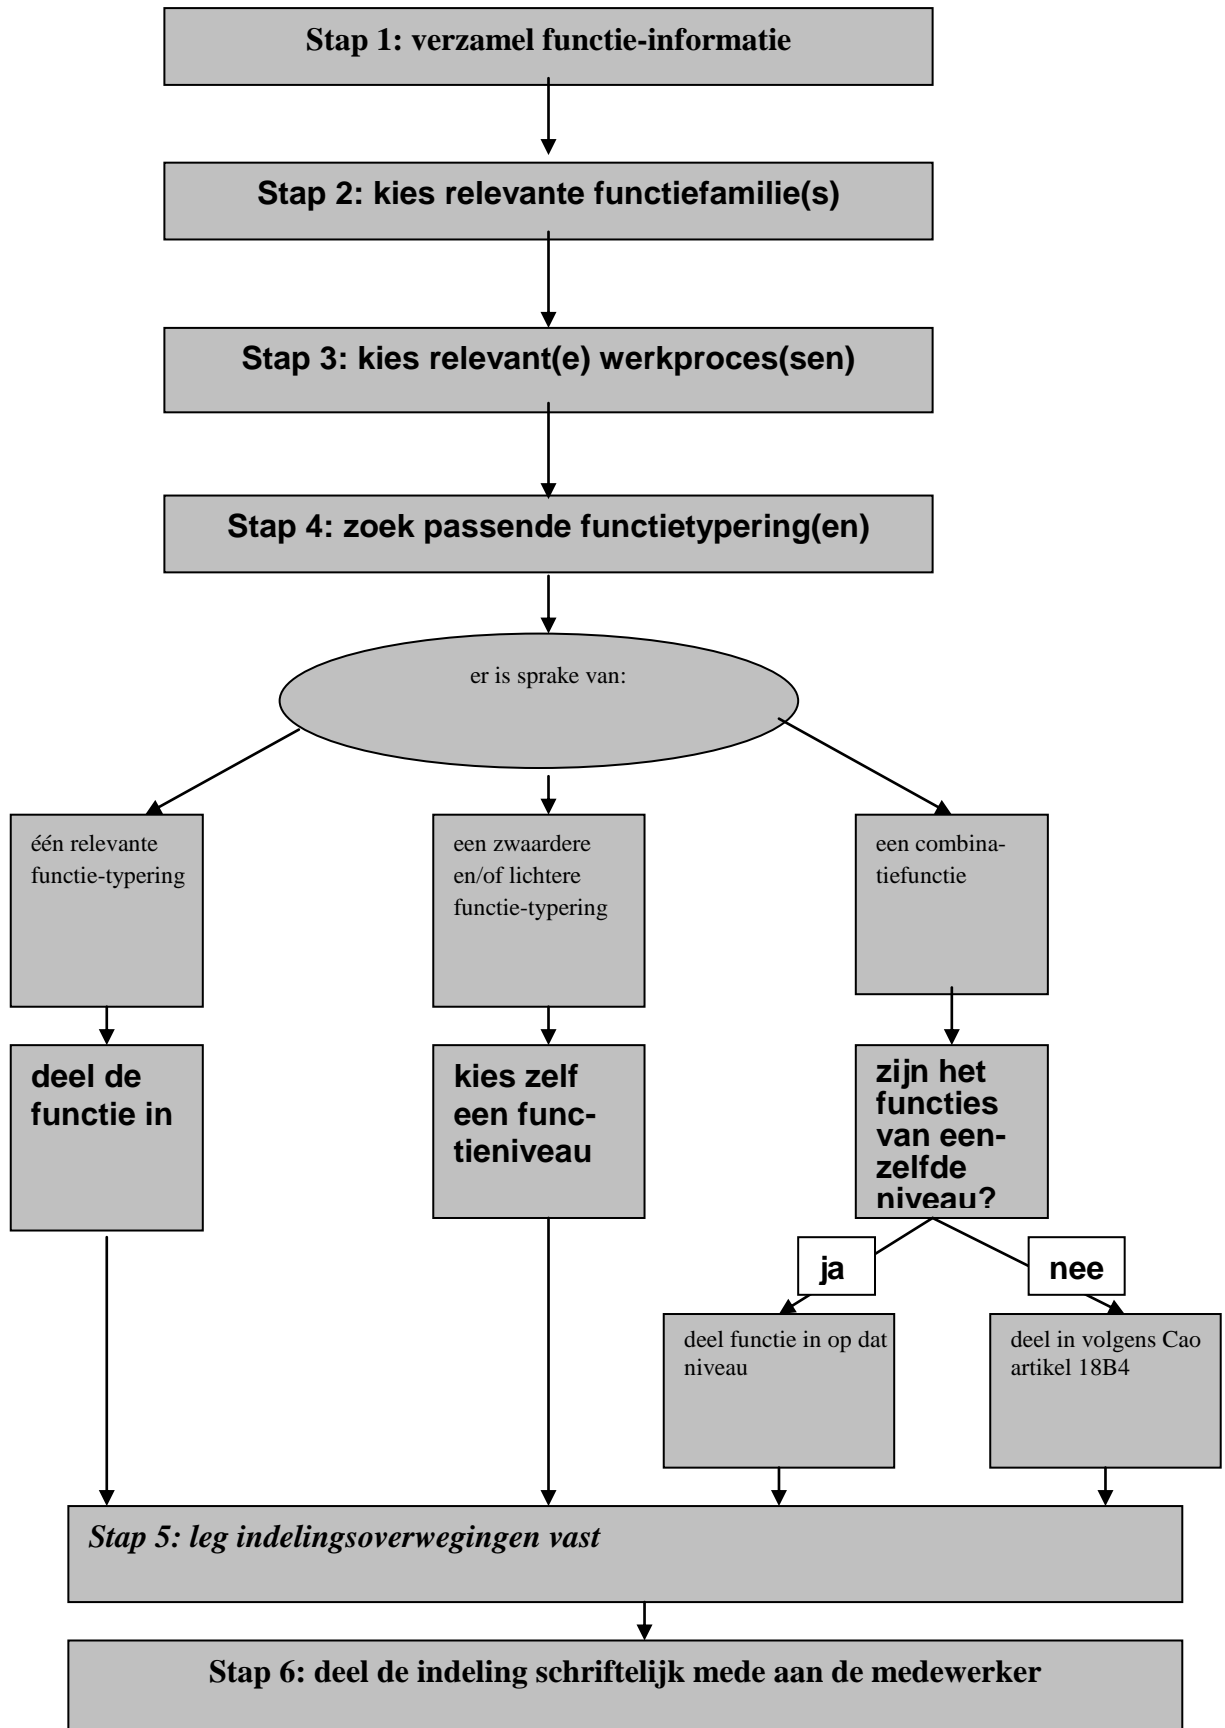 Stap 1: verzamel functie-informatie
Stap 2: kies relevante functiefamilie(s)
Stap 3: kies relevant(e) werkproces(sen)
Stap 4: zoek passende functietypering(en)
er is sprake van:
één relevante
functie-typering
een zwaardere
en/of lichtere
functie-typering
een combina-
tiefunctie
deel de
functie in
kies zelf
een func-
tieniveau
zijn het
functies
van een-
zelfde
niveau?
ja
nee
deel functie in op dat
niveau
deel in volgens Cao
artikel 18B4
Stap 5: leg indelingsoverwegingen vast
Stap 6: deel de indeling schriftelijk mede aan de medewerker